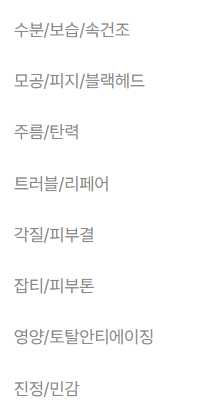 수분/보습/속건조
모공/피지/블랙헤드
주름/탄력
트러블/리페어
각질/피부결
잡티/피부톤
영양/토탈안티에이징
진정/민감